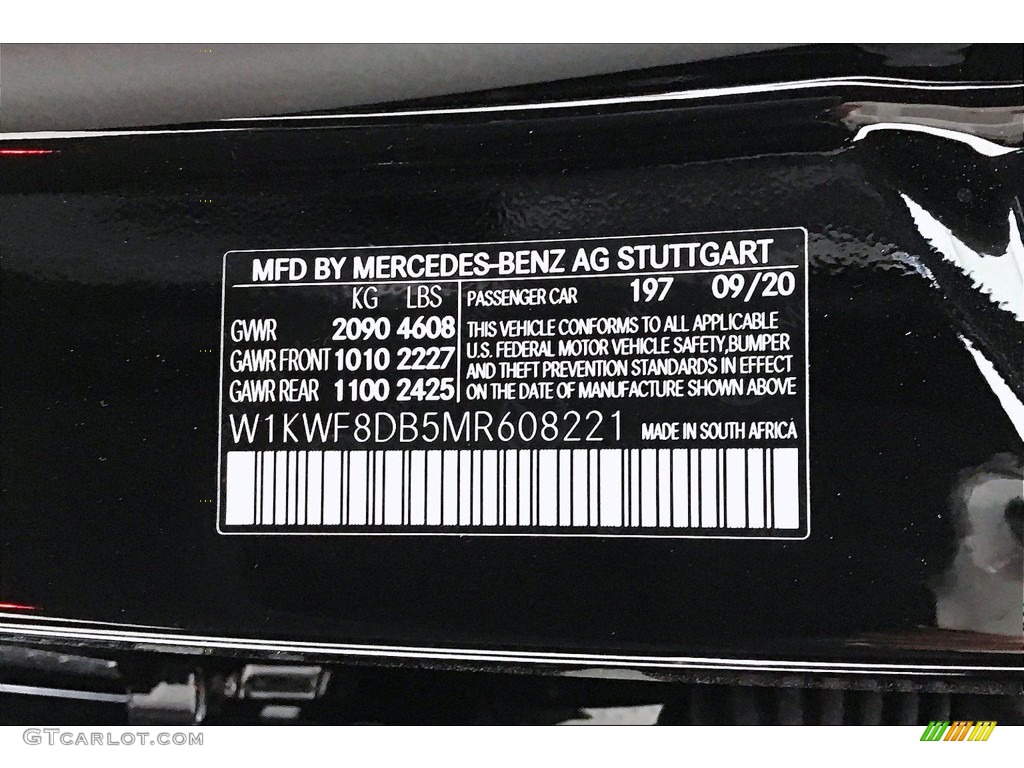 MFD BY MERCEDES-BENZ AG STUTTGART
KG LBS
GVWR 2090 4608
GAWR FRONT 1010 2227
GAWR REAR 1100 2425
PASSENGER CAR 197 09/20
THIS VEHICLE CONFORMS TO ALL APPLICABLE
U.S. FEDERAL MOTOR VEHICLE SAFETY,BUMPER
AND THEFT PREVENTION STANDARDS IN EFFECT
ON THE DATE OF MANUFACTURE SHOWN ABOVE
W1KWF8DB5MR608221 MADE IN SOUTH AFRICA
GTCarlot.com